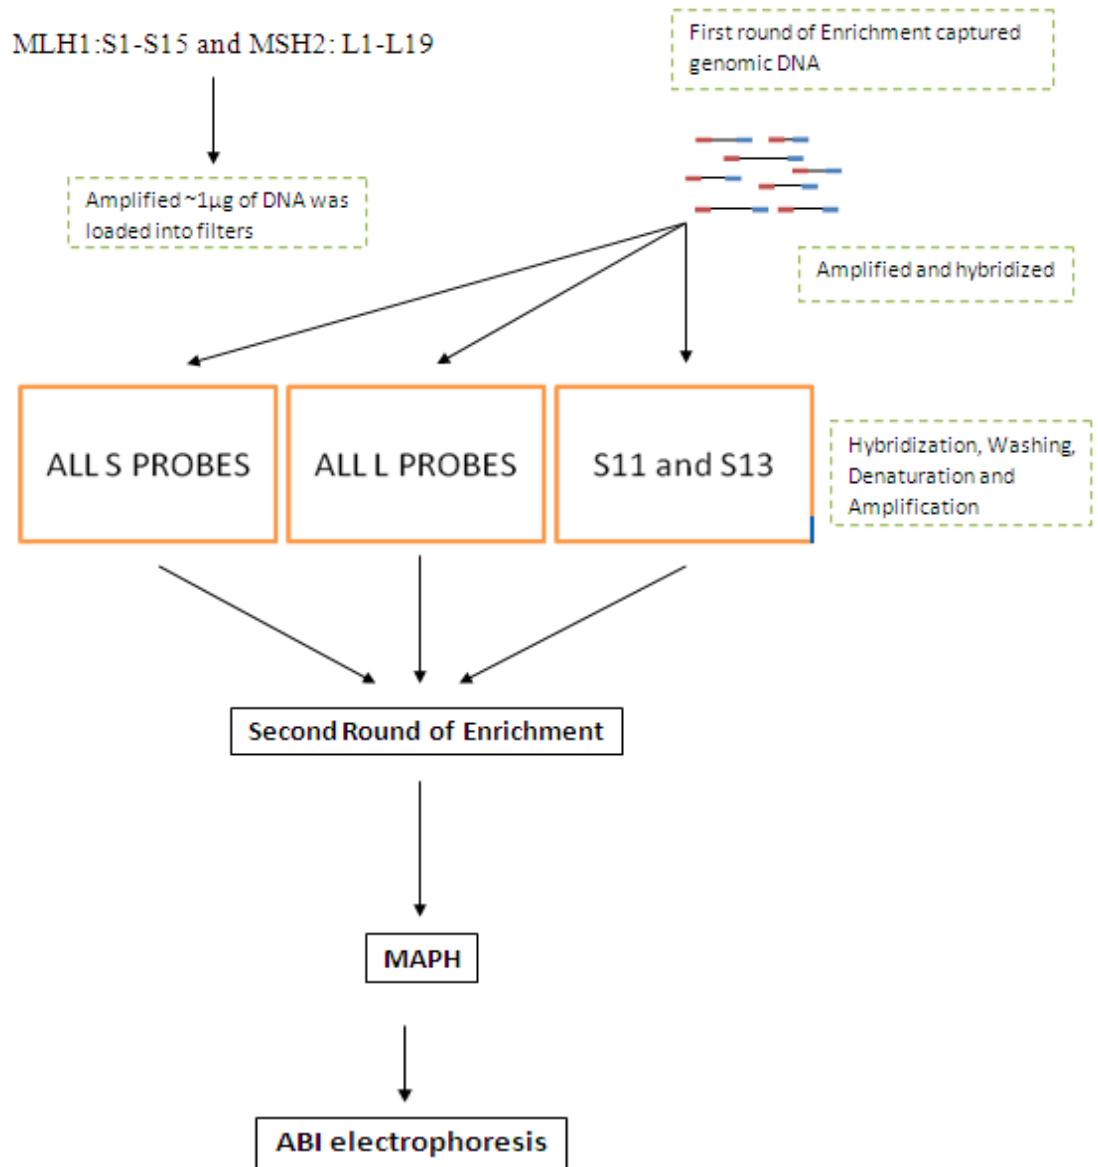 MLH1:S1-S15 and MSH2: L1-L19
First round of Enrichment captured
genomic DNA
Amplified ~1µg of DNA was
loaded into filters
Amplified and hybridized
ALL S PROBES
ALL L PROBES
S11 and S13
Hybridization, Washing,
Denaturation and
Amplification
Second Round of Enrichment
MAPH
ABI electrophoresis